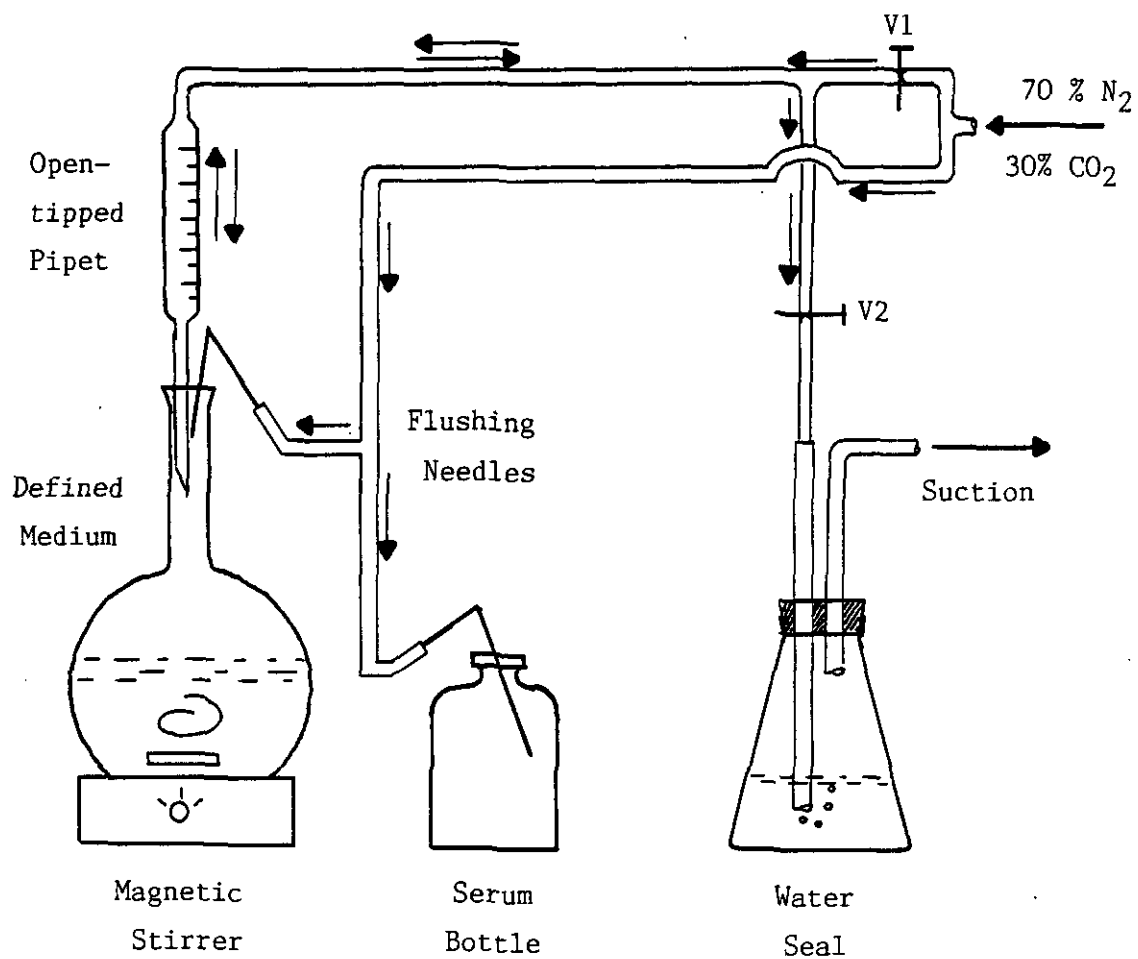 V1
70 % N2
30% CO2
Open-
tipped
Pipet
V2
Flushing
Needles
Suction
Defined
Medium
Magnetic
Stirrer
Serum
Bottle
Water
Seal